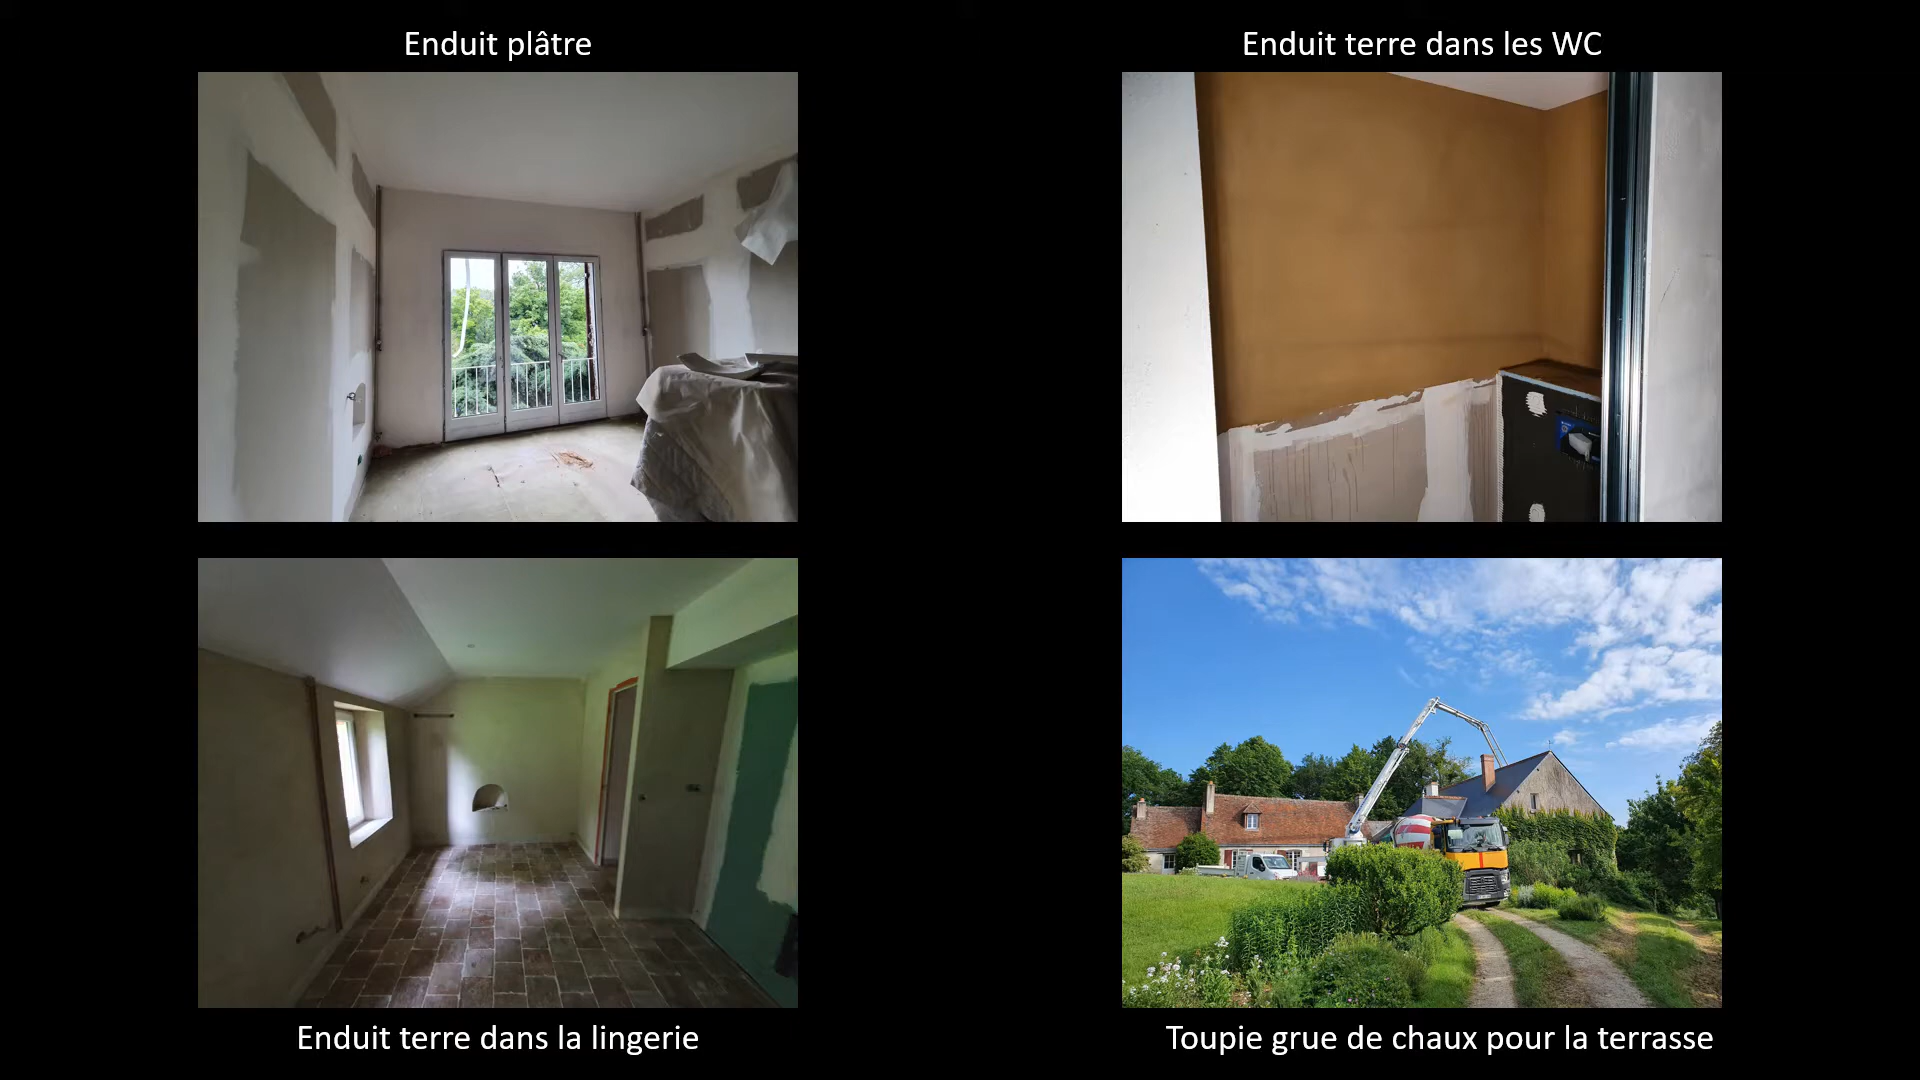 Enduit plâtre
Enduit terre dans les WC
Enduit terre dans la lingerie
Toupie grue de chaux pour la terrasse